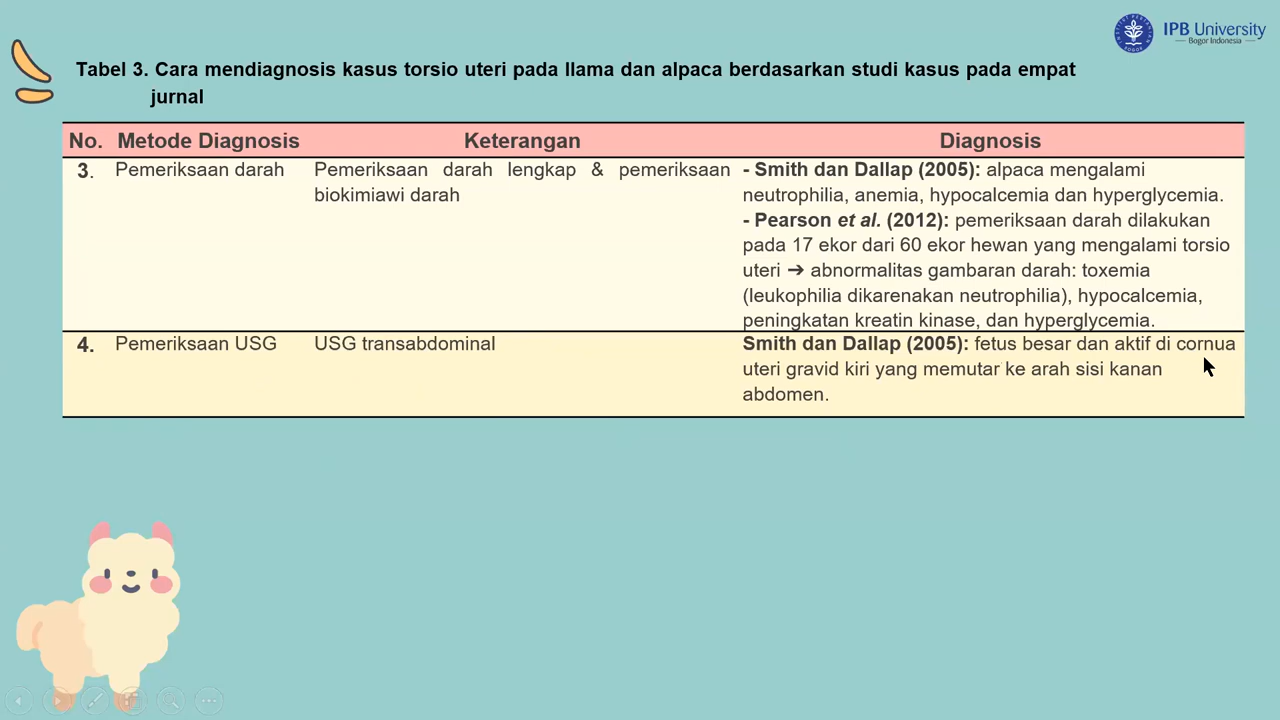 IPB University
Bogor Indonesia
Tabel 3. Cara mendiagnosis kasus torsio uteri pada llama dan alpaca berdasarkan studi kasus pada empat
jurnal
No. Metode Diagnosis Keterangan Diagnosis
3. Pemeriksaan darah Pemeriksaan darah lengkap & pemeriksaan
biokimiawi darah
- Smith dan Dallap (2005): alpaca mengalami
neutrophilia, anemia, hypocalcemia dan hyperglycemia.
- Pearson et al. (2012): pemeriksaan darah dilakukan
pada 17 ekor dari 60 ekor hewan yang mengalami torsio
uteri ➔ abnormalitas gambaran darah: toxemia
(leukophilia dikarenakan neutrophilia), hypocalcemia,
peningkatan kreatin kinase, dan hyperglycemia.
4. Pemeriksaan USG USG transabdominal
Smith dan Dallap (2005): fetus besar dan aktif di cornua
uteri gravid kiri yang memutar ke arah sisi kanan
abdomen.